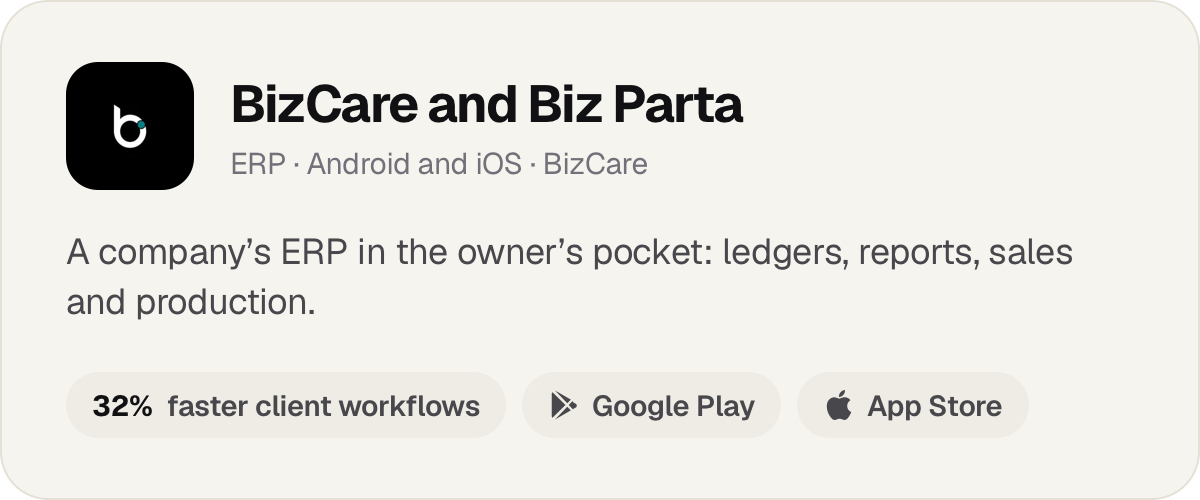 b
BizCare and Biz Parta
ERP · Android and iOS · BizCare
A company’s ERP in the owner’s pocket: ledgers, reports, sales
and production.
32% faster client workflows
Google Play
App Store